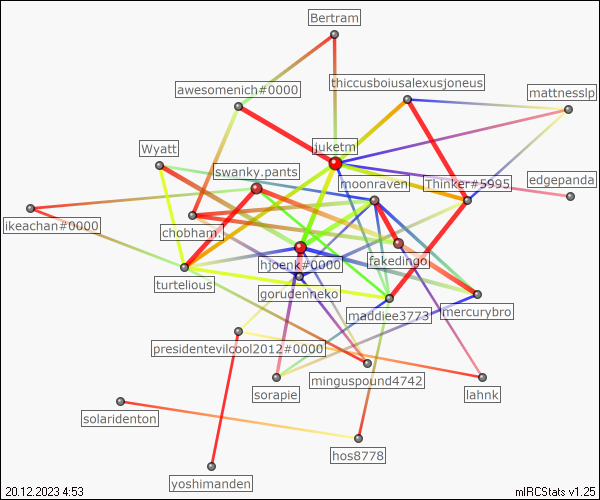 Bertram
thiccusboiusalexusjoneus
awesomenich#0000
mattnesslp
juketm
Wyatt
swanky.pants
moonraven
Thinker#5995
edgepanda
ikeachan#0000
chobham.
fakedingo
hjoenk#0000
turtelious
gorudenneko
maddiee3773
mercurybro
presidentevilcool2012#0000
minguspound4742
sorapie
lahnk
solaridenton
hos8778
yoshimanden
20.12.2023 4:53
mIRCStats v1.25